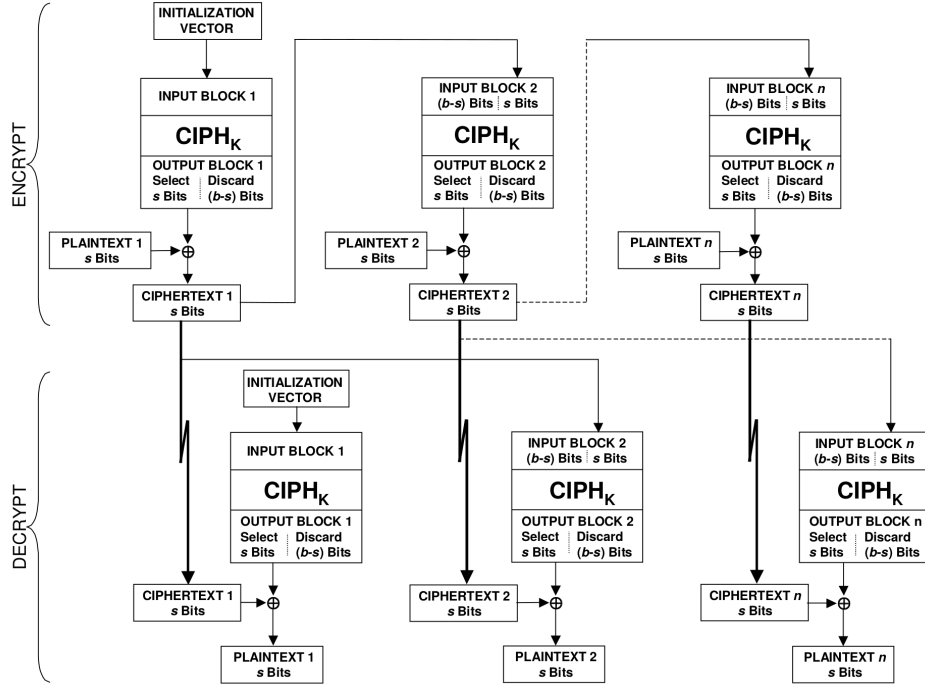 ENCRYPT
INITIALIZATION
VECTOR
INPUT BLOCK 1
CIPHK
OUTPUT BLOCK 1
Select Discard
s Bits (b-s) Bits
PLAINTEXT 1
s Bits
CIPHERTEXT 1
s Bits
INPUT BLOCK 2
(b-s) Bits s Bits
CIPHK
OUTPUT BLOCK 2
Select Discard
s Bits (b-s) Bits
PLAINTEXT 2
s Bits
CIPHERTEXT 2
s Bits
INPUT BLOCK n
(b-s) Bits s Bits
CIPHK
OUTPUT BLOCK n
Select Discard
s Bits (b-s) Bits
PLAINTEXT n
s Bits
CIPHERTEXT n
s Bits
DECRYPT
INITIALIZATION
VECTOR
INPUT BLOCK 1
CIPHK
OUTPUT BLOCK 1
Select Discard
s Bits (b-s) Bits
CIPHERTEXT 1
s Bits
PLAINTEXT 1
s Bits
INPUT BLOCK 2
(b-s) Bits s Bits
CIPHK
OUTPUT BLOCK 2
Select Discard
s Bits (b-s) Bits
CIPHERTEXT 2
s Bits
PLAINTEXT 2
s Bits
INPUT BLOCK n
(b-s) Bits s Bits
CIPHK
OUTPUT BLOCK n
Select Discard
s Bits (b-s) Bits
CIPHERTEXT n
s Bits
PLAINTEXT n
s Bits